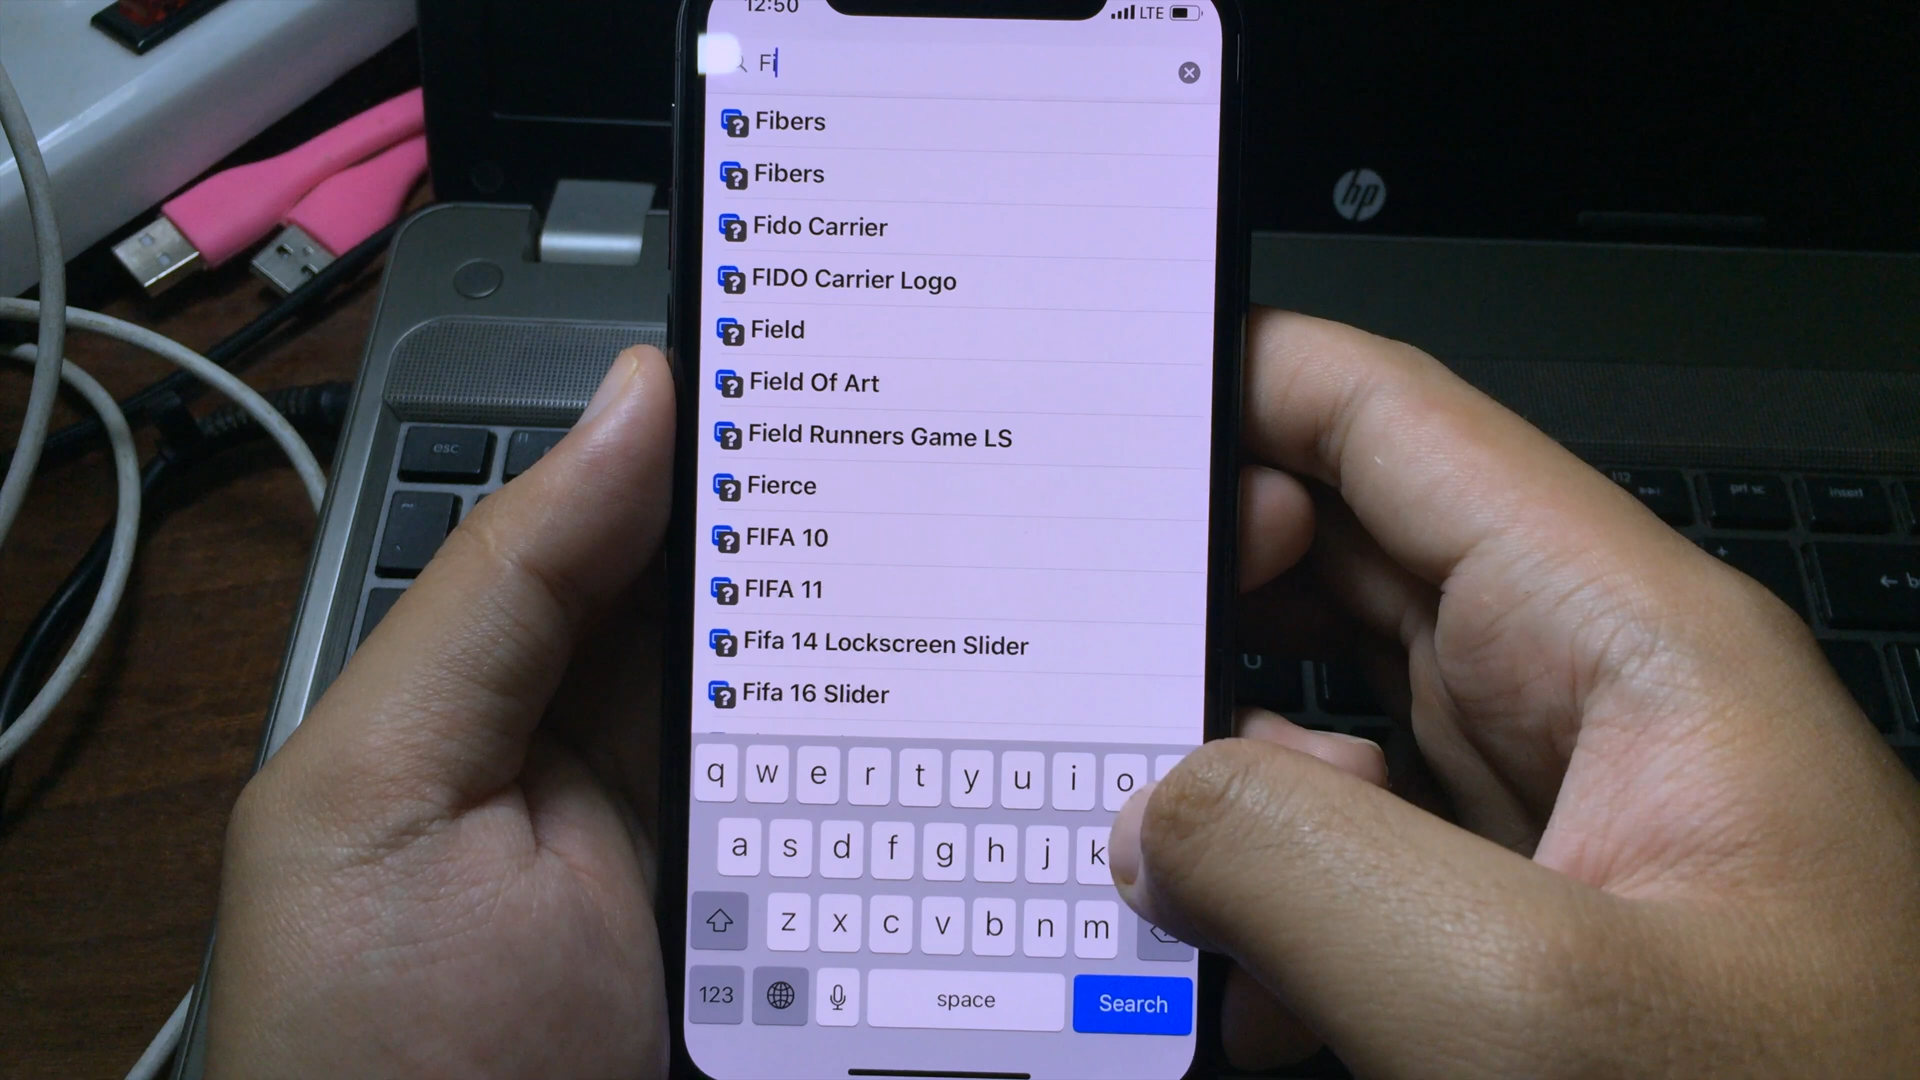 12:50
LTE
Fi
Fibers
Fibers
Fido Carrier
FIDO Carrier Logo
Field
Field Of Art
Field Runners Game LS
Fierce
FIFA 10
FIFA 11
Fifa 14 Lockscreen Slider
Fifa 16 Slider
q w e r t y u i o
a s d f g h j k
z x c v b n m
123 space Search
hp
esc
prt sc
insert